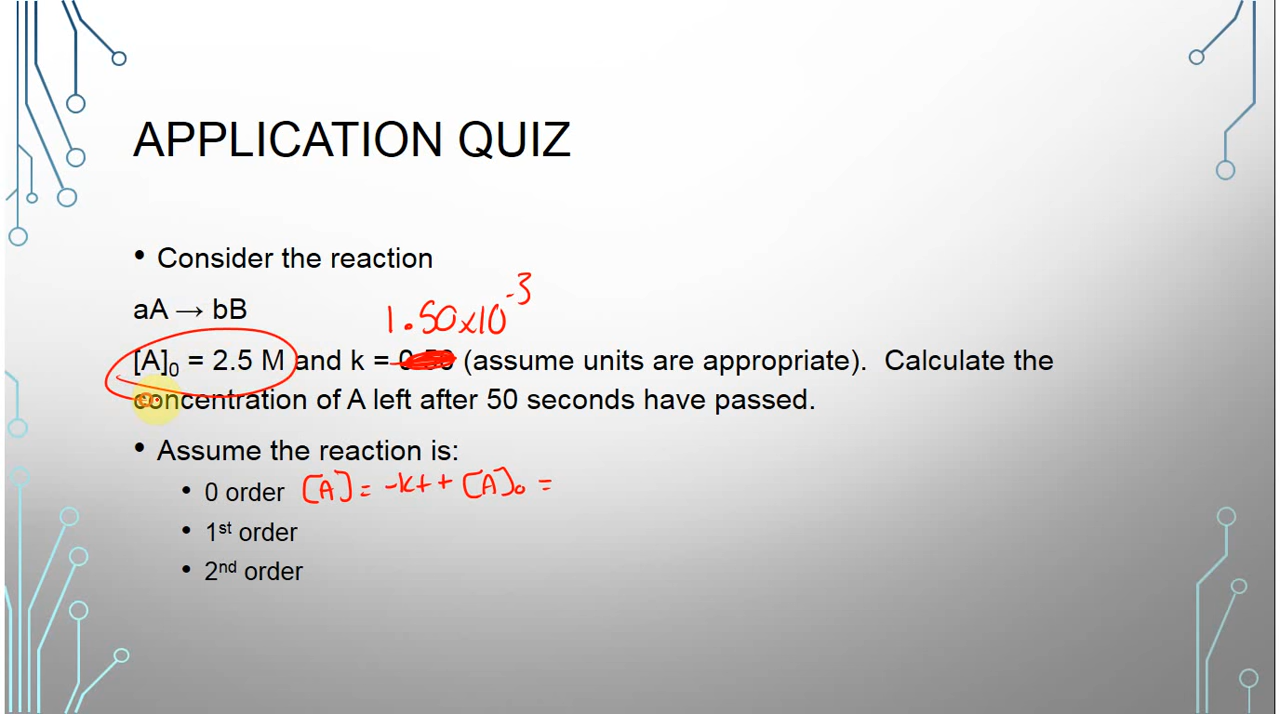 APPLICATION QUIZ
• Consider the reaction
aA → bB
1.50x10⁻³
[A]₀ = 2.5 M and k = (assume units are appropriate). Calculate the
concentration of A left after 50 seconds have passed.
• Assume the reaction is:
• 0 order [A] = -kt + [A]₀ =
• 1st order
• 2nd order